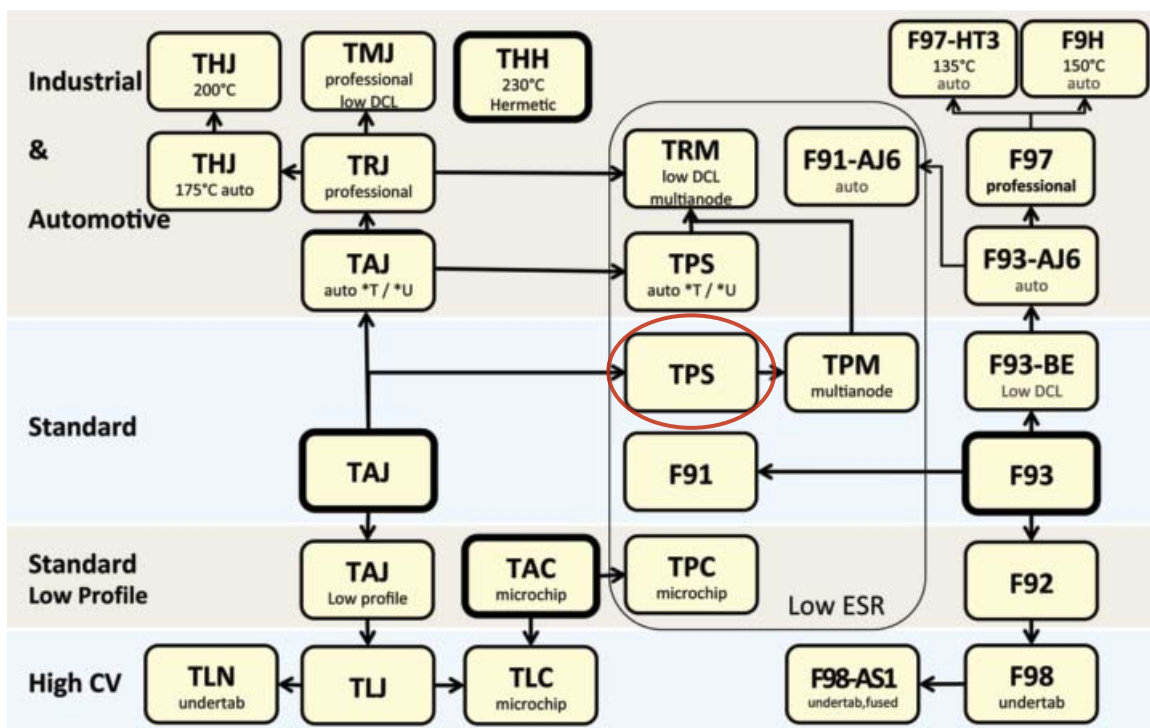 Industrial
&
Automotive
THJ
200°C
TMJ
professional
low DCL
THH
230°C
Hermetic
F97-HT3
135°C
auto
F9H
150°C
auto
THJ
175°C auto
TRJ
professional
TRM
low DCL
multianode
F91-AJ6
auto
F97
professional
TAJ
auto *T / *U
TPS
auto *T / *U
F93-AJ6
auto
Standard
TPS
TPM
multianode
F93-BE
Low DCL
TAJ
F91
F93
Standard
Low Profile
TAJ
Low profile
TAC
microchip
TPC
microchip
Low ESR
F92
High CV
TLN
undertab
TLJ
TLC
microchip
F98-AS1
undertab,fused
F98
undertab